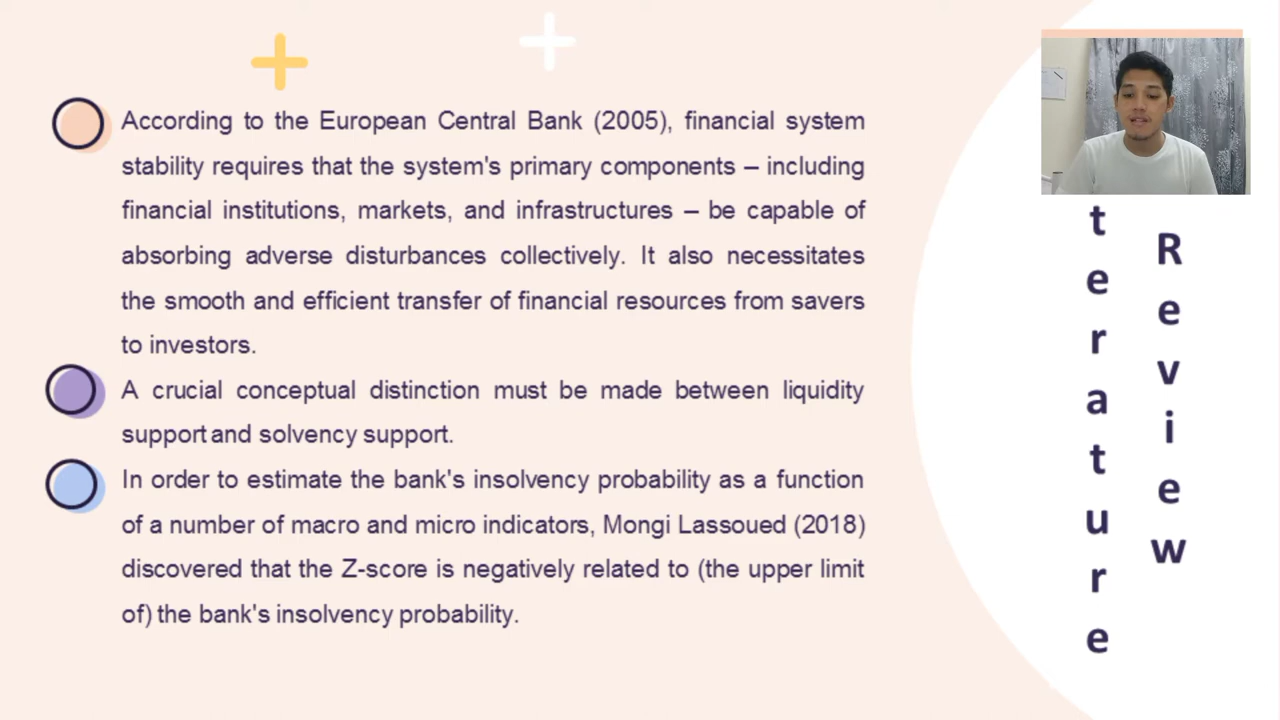 According to the European Central Bank (2005), financial system
stability requires that the system's primary components – including
financial institutions, markets, and infrastructures – be capable of
absorbing adverse disturbances collectively. It also necessitates
the smooth and efficient transfer of financial resources from savers
to investors.
A crucial conceptual distinction must be made between liquidity
support and solvency support.
In order to estimate the bank's insolvency probability as a function
of a number of macro and micro indicators, Mongi Lassoued (2018)
discovered that the Z-score is negatively related to (the upper limit
of) the bank's insolvency probability.
terature
Review